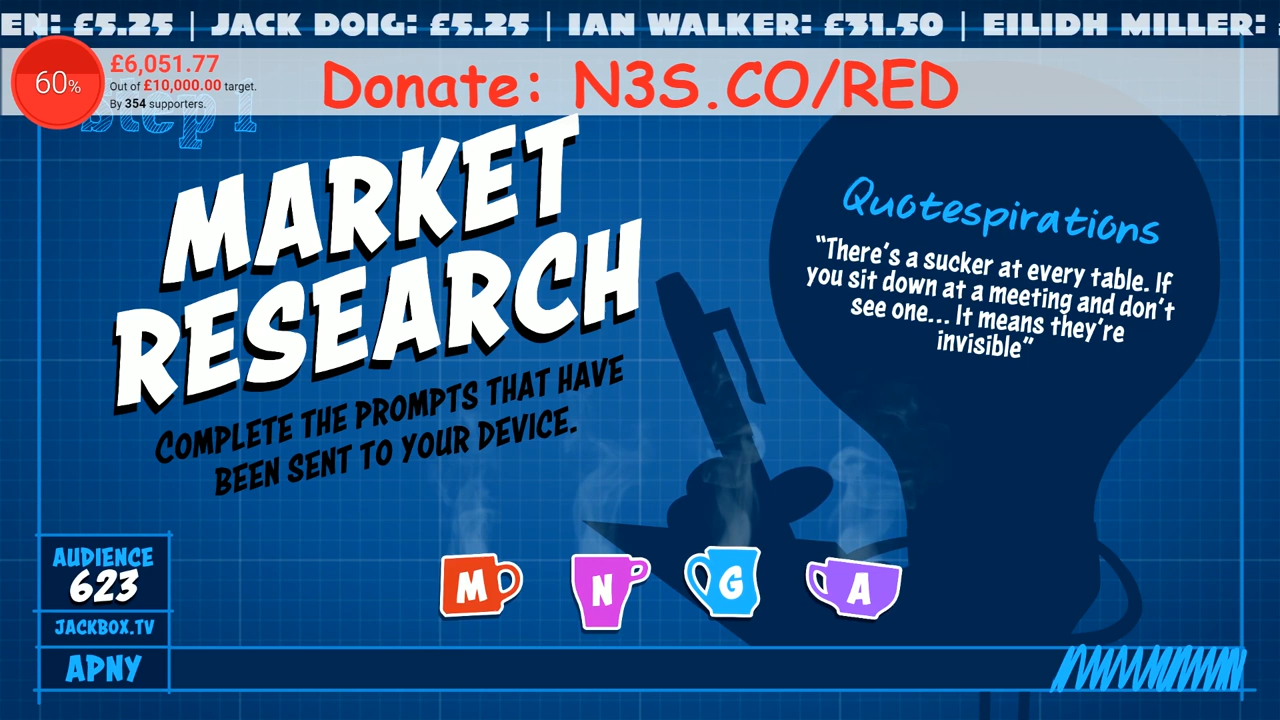 EN: £5.25 | JACK DOIG: £5.25 | IAN WALKER: £31.50 | EILIDH MILLER:
60%
£6,051.77
Out of £10,000.00 target.
By 354 supporters.
Donate: N3S.CO/RED
Step 1
MARKET
RESEARCH
COMPLETE THE PROMPTS THAT HAVE
BEEN SENT TO YOUR DEVICE.
Quotespirations
“There's a sucker at every table. If
you sit down at a meeting and don't
see one... It means they're
invisible”
M N G A
AUDIENCE
623
JACKBOX.TV
APNY